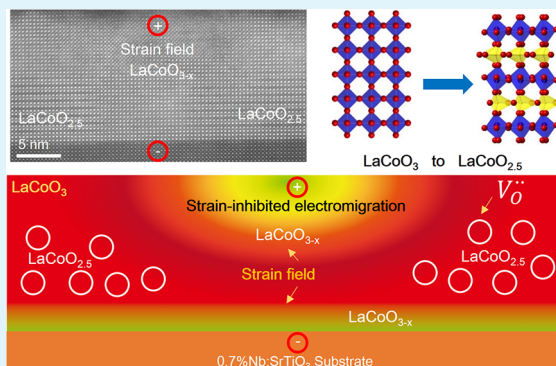 +
Strain field
LaCoO₃₋ₓ
LaCoO₂.₅
LaCoO₂.₅
5 nm
-
LaCoO₃ to LaCoO₂.₅
LaCoO₃
+
Strain-inhibited electromigration
V_O^¨
LaCoO₃₋ₓ
LaCoO₂.₅
LaCoO₂.₅
Strain field
LaCoO₃₋ₓ
-
0.7%Nb:SrTiO₃ Substrate